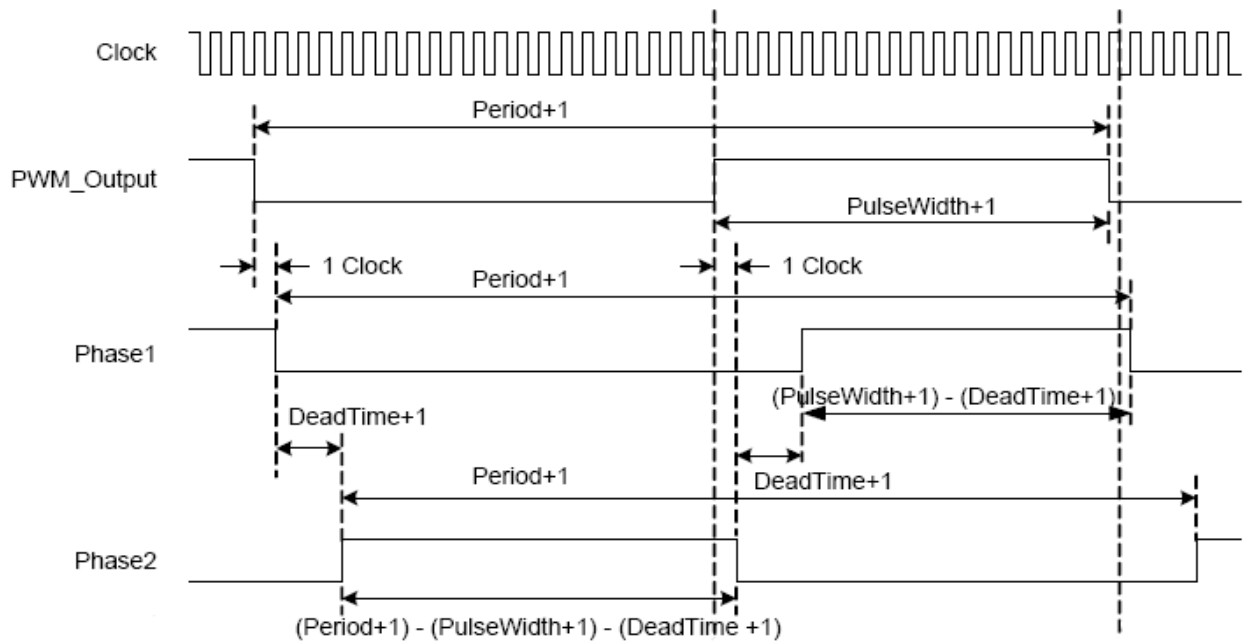 Clock
Period+1
PWM_Output
PulseWidth+1
1 Clock
1 Clock
Period+1
Phase1
(PulseWidth+1) - (DeadTime+1)
DeadTime+1
Period+1
DeadTime+1
Phase2
(Period+1) - (PulseWidth+1) - (DeadTime +1)